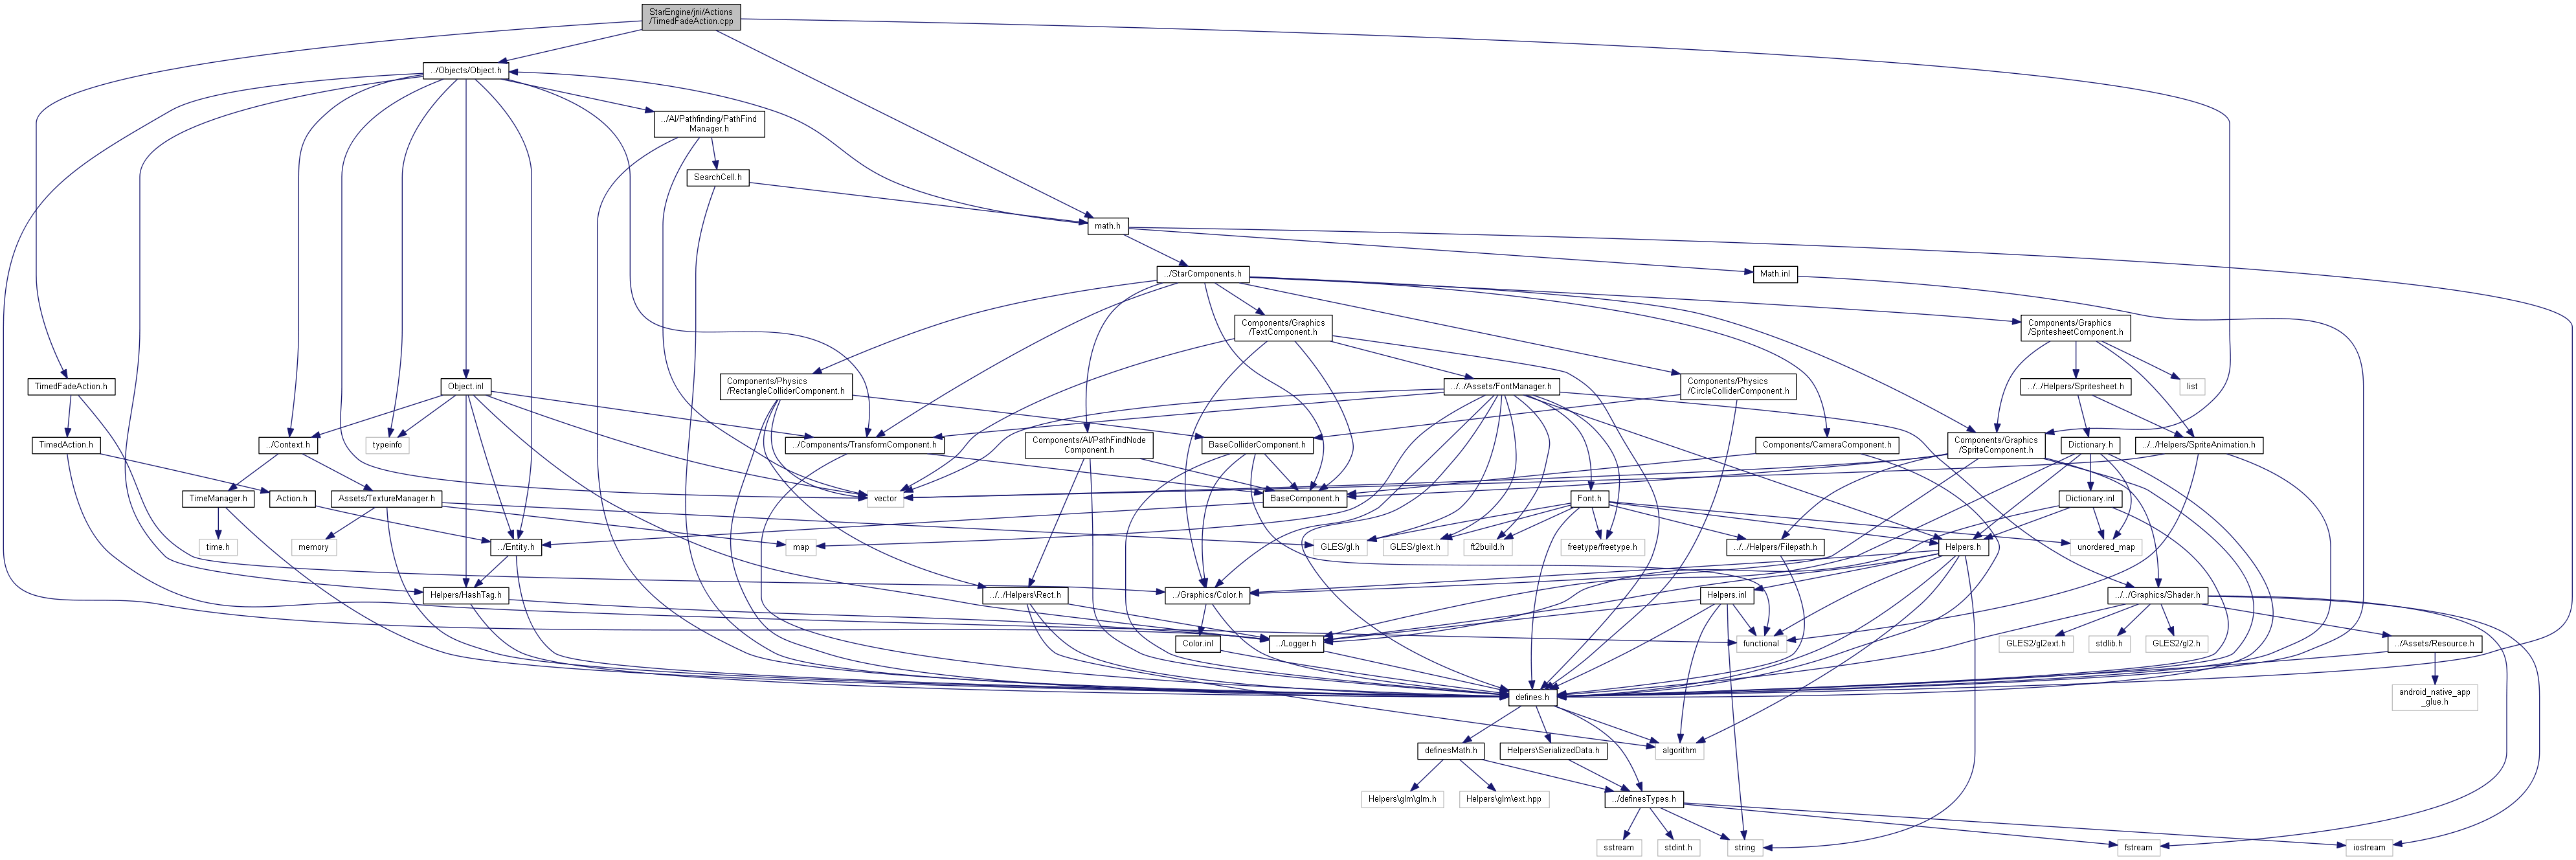 StarEngine/jni/Actions
/TimedFadeAction.cpp
../Objects/Object.h
../AI/Pathfinding/PathFind
Manager.h
SearchCell.h
math.h
../StarComponents.h
Math.inl
Components/Graphics
/TextComponent.h
Components/Graphics
/SpritesheetComponent.h
TimedFadeAction.h
Object.inl
Components/Physics
/RectangleColliderComponent.h
../../Assets/FontManager.h
Components/Physics
/CircleColliderComponent.h
../../Helpers/Spritesheet.h
list
TimedAction.h
../Context.h
typeinfo
../Components/TransformComponent.h
Components/AI/PathFindNode
Component.h
BaseColliderComponent.h
Components/CameraComponent.h
Components/Graphics
/SpriteComponent.h
Dictionary.h
../../Helpers/SpriteAnimation.h
TimeManager.h
Action.h
Assets/TextureManager.h
vector
BaseComponent.h
Font.h
Dictionary.inl
time.h
memory
../Entity.h
map
GLES/gl.h
GLES/glext.h
ft2build.h
freetype/freetype.h
../../Helpers/Filepath.h
Helpers.h
unordered_map
Helpers/HashTag.h
../../Helpers\Rect.h
../Graphics/Color.h
Helpers.inl
../../Graphics/Shader.h
Color.inl
../Logger.h
functional
GLES2/gl2ext.h
stdlib.h
GLES2/gl2.h
../Assets/Resource.h
defines.h
android_native_app
_glue.h
definesMath.h
Helpers\SerializedData.h
algorithm
Helpers\glm\glm.h
Helpers\glm\ext.hpp
../definesTypes.h
sstream
stdint.h
string
fstream
iostream